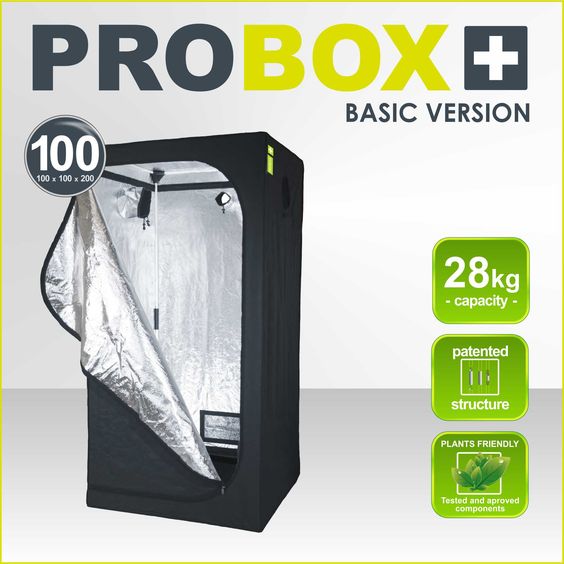 PROBOX+
BASIC VERSION
100
100 x 100 x 200
28kg
- capacity -
patented
structure
PLANTS FRIENDLY
Tested and aproved
components